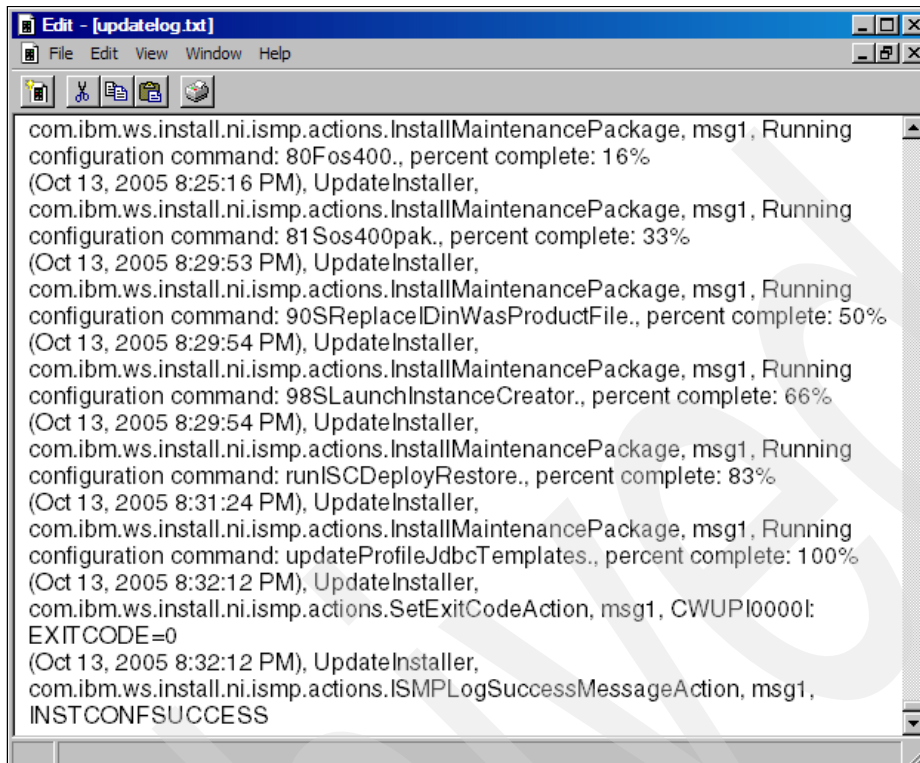 Edit - [updatelog.txt]
File Edit View Window Help
com.ibm.ws.install.ni.ismp.actions.InstallMaintenancePackage, msg1, Running
configuration command: 80Fos400., percent complete: 16%
(Oct 13, 2005 8:25:16 PM), UpdateInstaller,
com.ibm.ws.install.ni.ismp.actions.InstallMaintenancePackage, msg1, Running
configuration command: 81Sos400pak., percent complete: 33%
(Oct 13, 2005 8:29:53 PM), UpdateInstaller,
com.ibm.ws.install.ni.ismp.actions.InstallMaintenancePackage, msg1, Running
configuration command: 90SReplaceIDinWasProductFile., percent complete: 50%
(Oct 13, 2005 8:29:54 PM), UpdateInstaller,
com.ibm.ws.install.ni.ismp.actions.InstallMaintenancePackage, msg1, Running
configuration command: 98SLaunchInstanceCreator., percent complete: 66%
(Oct 13, 2005 8:29:54 PM), UpdateInstaller,
com.ibm.ws.install.ni.ismp.actions.InstallMaintenancePackage, msg1, Running
configuration command: runISCDeployRestore., percent complete: 83%
(Oct 13, 2005 8:31:24 PM), UpdateInstaller,
com.ibm.ws.install.ni.ismp.actions.InstallMaintenancePackage, msg1, Running
configuration command: updateProfileJdbcTemplates., percent complete: 100%
(Oct 13, 2005 8:32:12 PM), UpdateInstaller,
com.ibm.ws.install.ni.ismp.actions.SetExitCodeAction, msg1, CWUPI0000I:
EXITCODE=0
(Oct 13, 2005 8:32:12 PM), UpdateInstaller,
com.ibm.ws.install.ni.ismp.actions.ISMPLogSuccessMessageAction, msg1,
INSTCONFSUCCESS